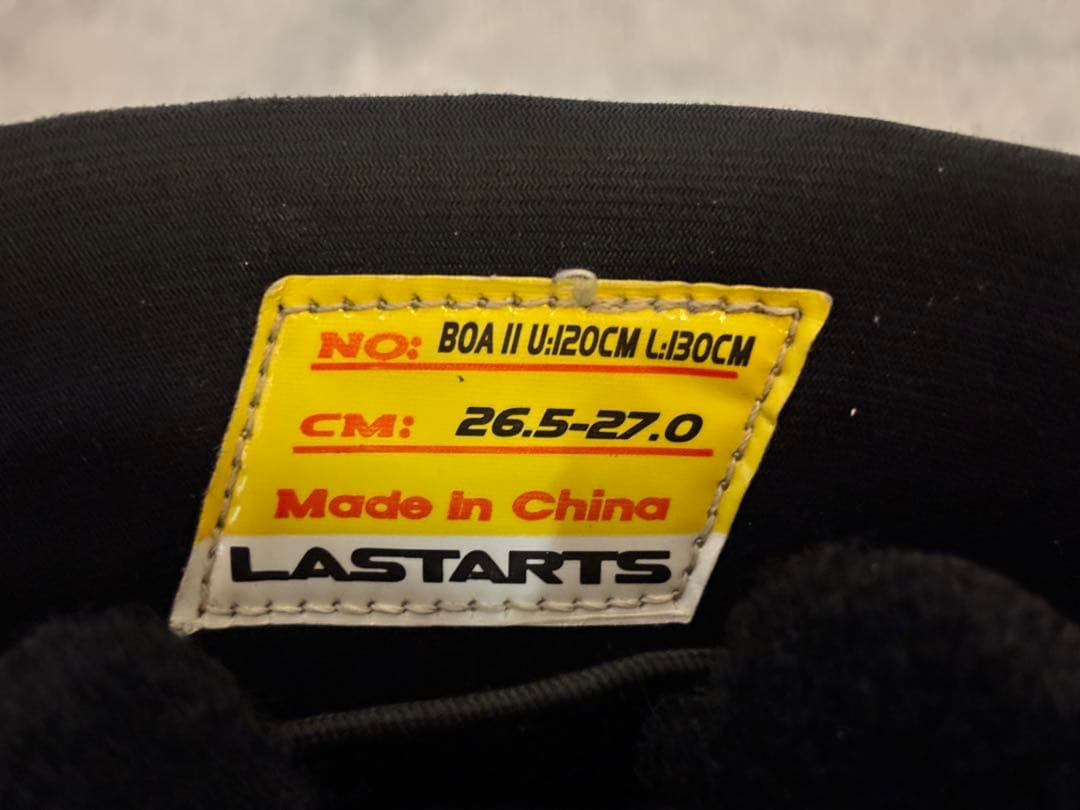 NO: BOA II U:120CM L:130CM
CM: 26.5-27.0
Made in China
LASTARTS